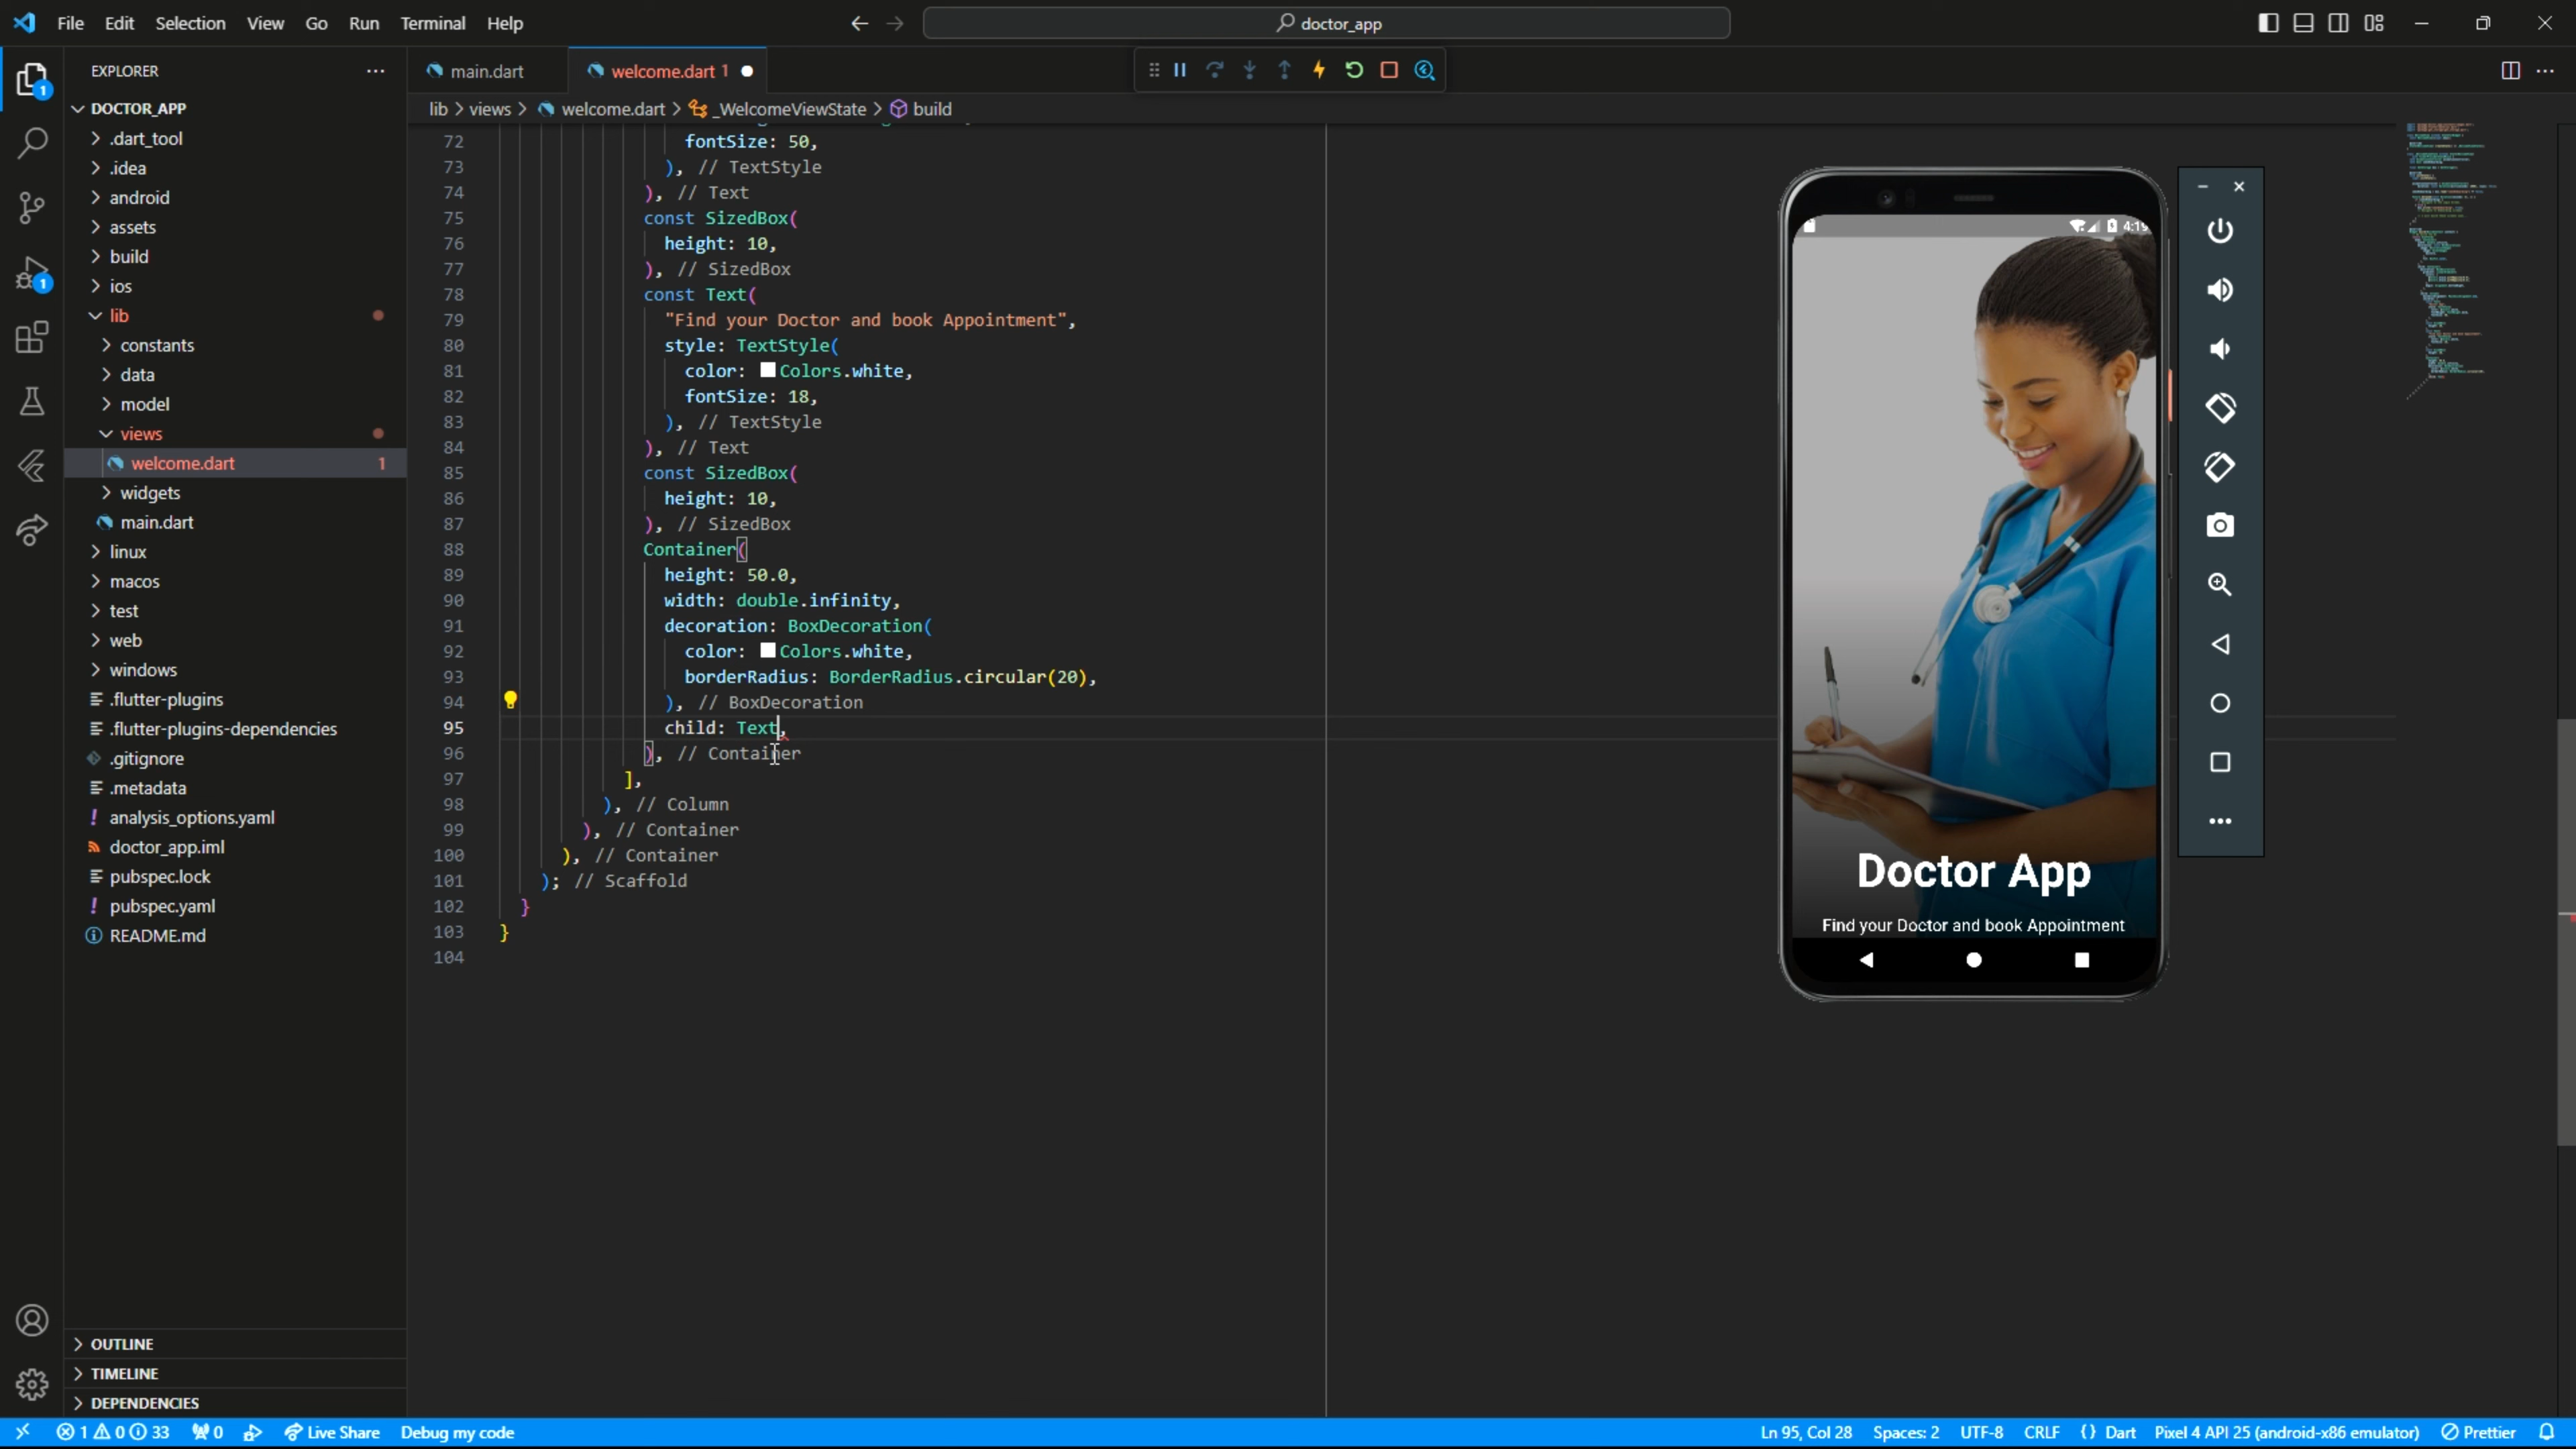 File Edit Selection View Go Run Terminal Help
doctor_app
EXPLORER
main.dart
welcome.dart 1
DOCTOR_APP
lib > views > welcome.dart > _WelcomeViewState > build
.dart_tool
.idea
android
assets
build
ios
lib
constants
data
model
views
welcome.dart 1
widgets
main.dart
linux
macos
test
web
windows
.flutter-plugins
.flutter-plugins-dependencies
.gitignore
.metadata
analysis_options.yaml
doctor_app.iml
pubspec.lock
pubspec.yaml
README.md
OUTLINE
TIMELINE
DEPENDENCIES
72 fontSize: 50,
73 ), // TextStyle
74 ), // Text
75 const SizedBox(
76 height: 10,
77 ), // SizedBox
78 const Text(
79 "Find your Doctor and book Appointment",
80 style: TextStyle(
81 color: Colors.white,
82 fontSize: 18,
83 ), // TextStyle
84 ), // Text
85 const SizedBox(
86 height: 10,
87 ), // SizedBox
88 Container(
89 height: 50.0,
90 width: double.infinity,
91 decoration: BoxDecoration(
92 color: Colors.white,
93 borderRadius: BorderRadius.circular(20),
94 ), // BoxDecoration
95 child: Text,
96 ), // Container
97 ],
98 ), // Column
99 ), // Container
100 ), // Container
101 ); // Scaffold
102 }
103 }
104
4:19
Doctor App
Find your Doctor and book Appointment
1 0 33 0 Live Share Debug my code Ln 95, Col 28 Spaces: 2 UTF-8 CRLF {} Dart Pixel 4 API 25 (android-x86 emulator) Prettier